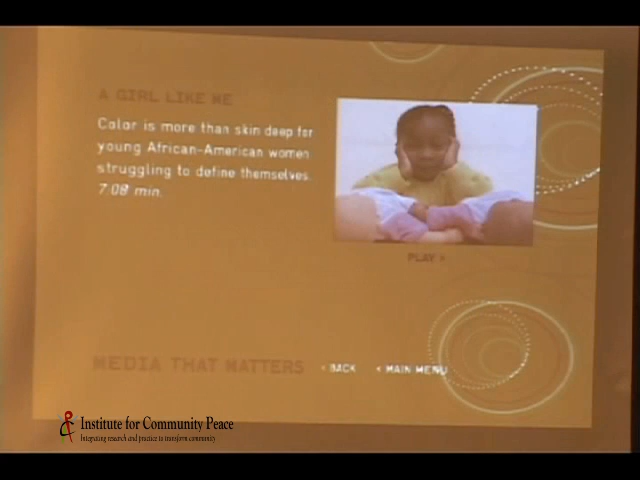 A GIRL LIKE ME
Color is more than skin deep for
young African-American women
struggling to define themselves.
7:08 min.
PLAY >
MEDIA THAT MATTERS
< BACK
< MAIN MENU
Institute for Community Peace
Integrating research and practice to transform community